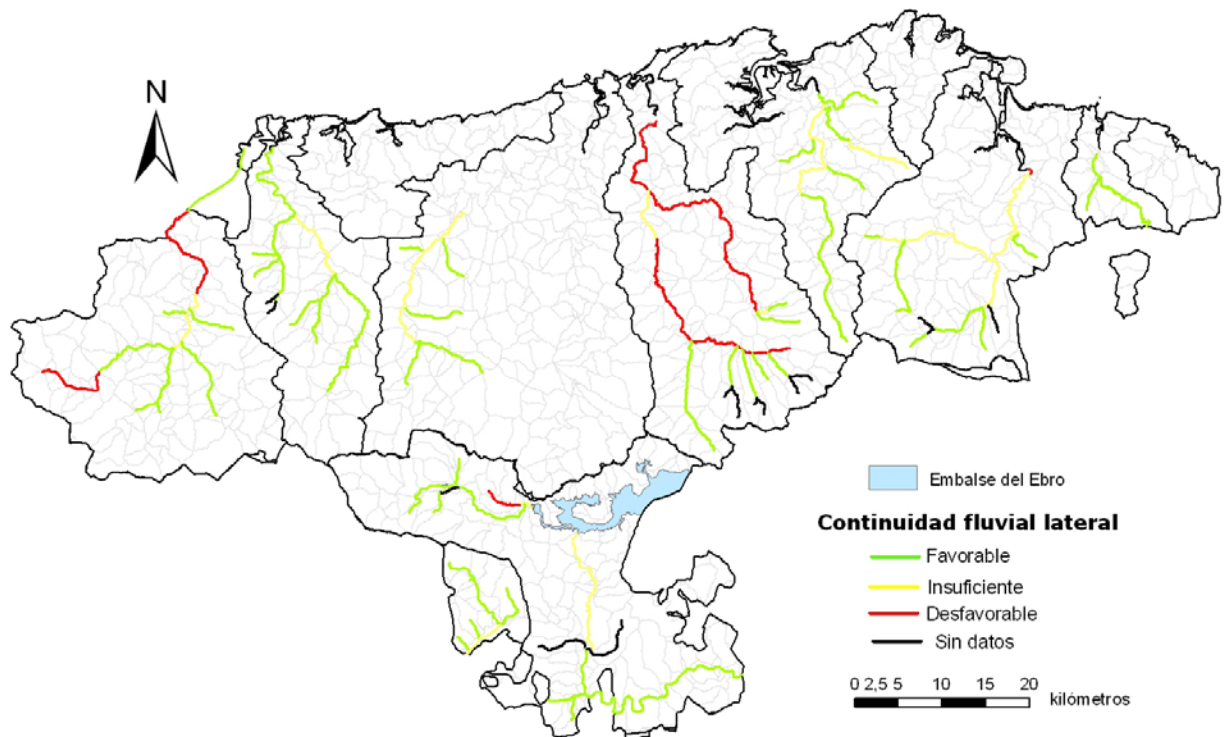 N
Embalse del Ebro
Continuidad fluvial lateral
Favorable
Insuficiente
Desfavorable
Sin datos
0 2,5 5 10 15 20
kilómetros